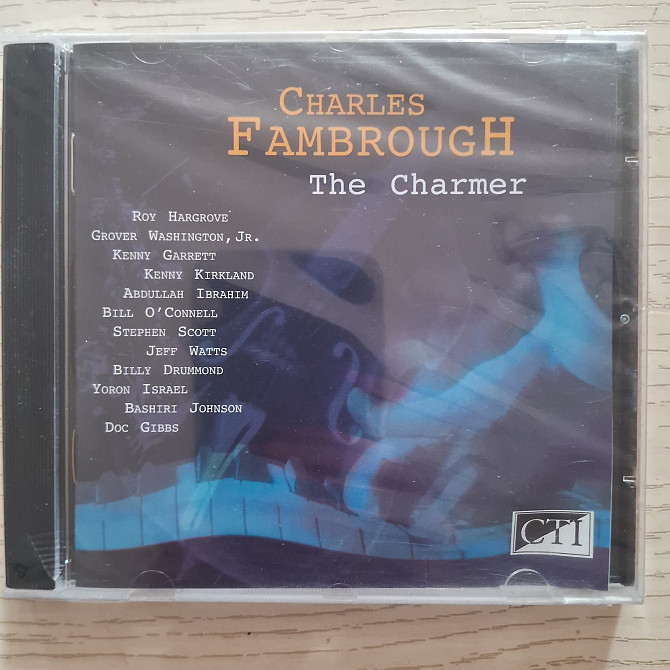 CHARLES
FAMBROUGH
The Charmer
ROY HARGROVE
GROVER WASHINGTON, JR.
KENNY GARRETT
KENNY KIRKLAND
ABDULLAH IBRAHIM
BILL O'CONNELL
STEPHEN SCOTT
JEFF WATTS
BILLY DRUMMOND
YORON ISRAEL
BASHIRI JOHNSON
DOC GIBBS
CTI